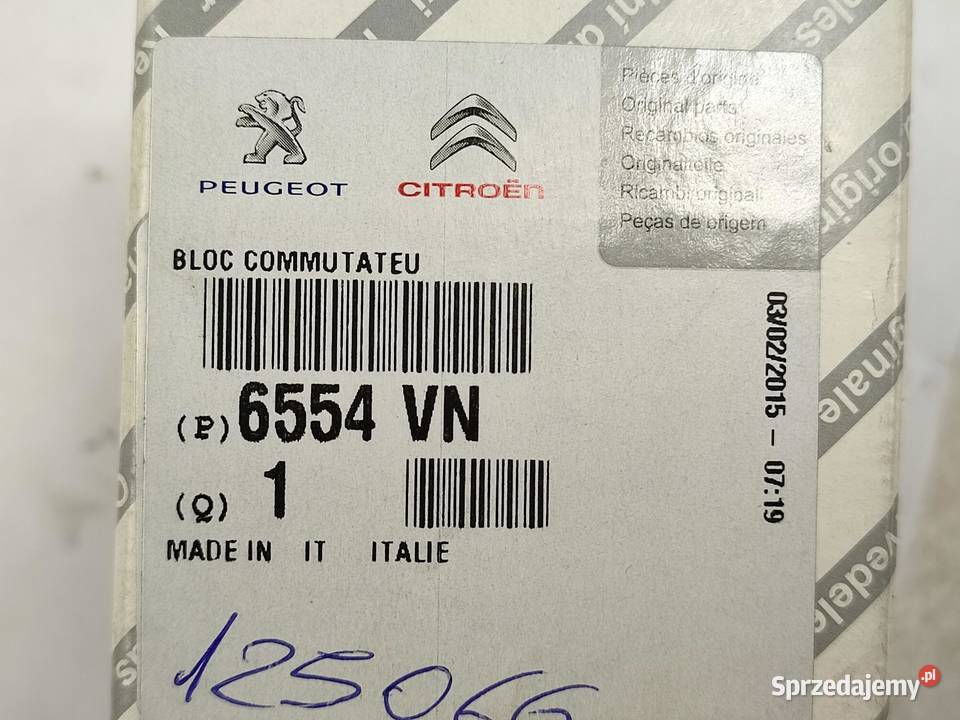 PEUGEOT
CITROËN
Pièces d'origine
Original parts
Recambios originales
Originalteile
Ricambi originali
Peças de origem
BLOC COMMUTATEU
(P) 6554 VN
(Q) 1
MADE IN IT ITALIE
03/02/2015 - 07:19
125066
Sprzedajemy.pl